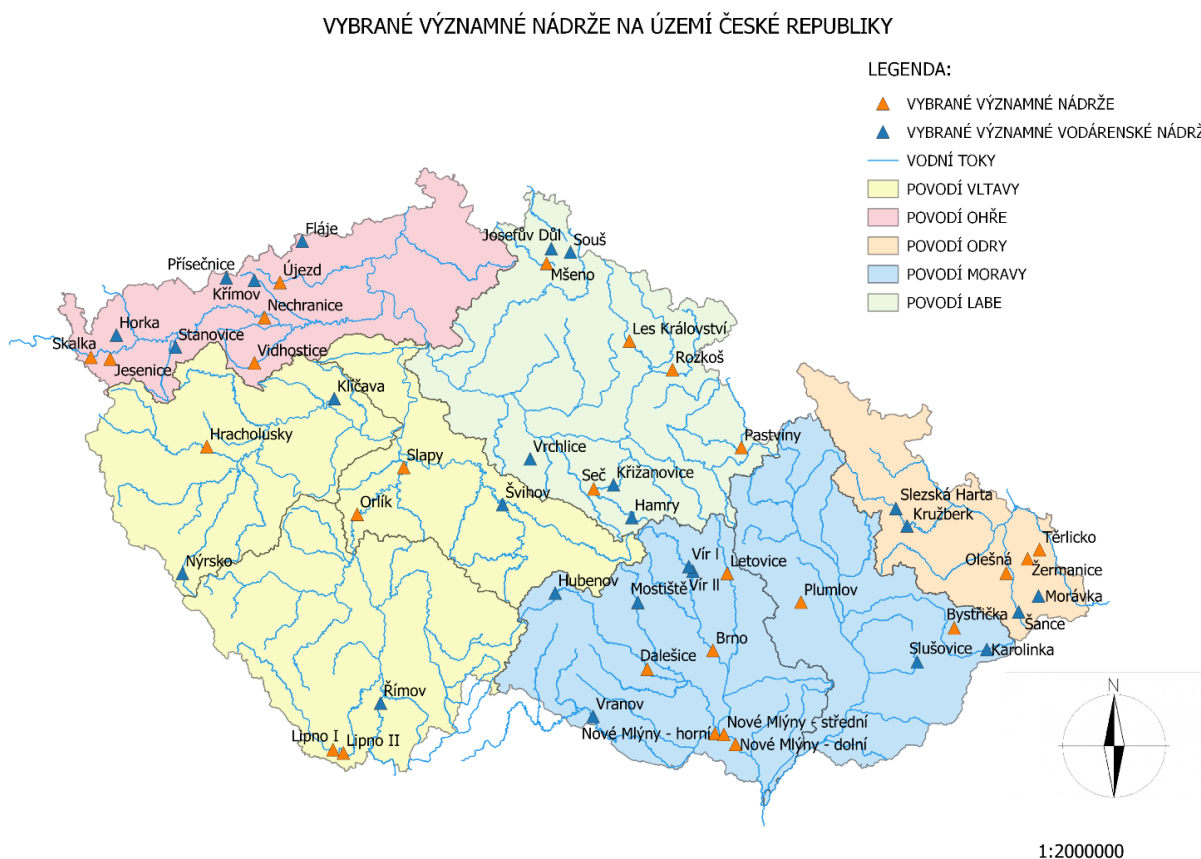 VYBRANÉ VÝZNAMNÉ NÁDRŽE NA ÚZEMÍ ČESKÉ REPUBLIKY
LEGENDA:
VYBRANÉ VÝZNAMNÉ NÁDRŽE
VYBRANÉ VÝZNAMNÉ VODÁRENSKÉ NÁDRŽ
VODNÍ TOKY
POVODÍ VLTAVY
POVODÍ OHŘE
POVODÍ ODRY
POVODÍ MORAVY
POVODÍ LABE
Fláje
Josefův Důl
Souš
Přísečnice
Újezd
Mšeno
Křímov
Nechranice
Horka
Stanovice
Les Království
Skalka
Jesenice
Vidhostice
Rozkoš
Klíčava
Hracholusky
Slapy
Vrchlice
Pastviny
Seč
Křižanovice
Orlík
Švihov
Hamry
Slezská Harta
Kružberk
Těrlicko
Nýrsko
Vír I
Letovice
Olešná
Žermanice
Hubenov
Mostiště
Vír II
Plumlov
Morávka
Bystřička
Šance
Brno
Dalešice
Slušovice
Karolinka
Římov
Vranov
N
Lipno I
Lipno II
Nové Mlýny - horní
Nové Mlýny - střední
Nové Mlýny - dolní
1:2000000